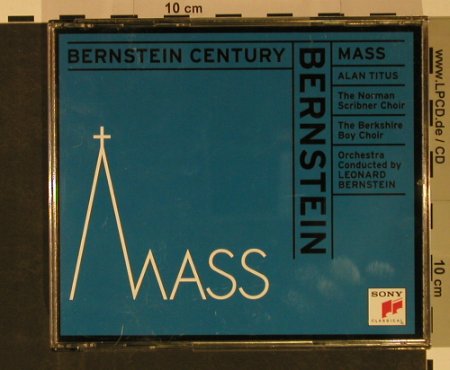 10 cm
BERNSTEIN CENTURY
BERNSTEIN
MASS
ALAN TITUS
The Norman
Scribner Choir
The Berkshire
Boy Choir
Orchestra
Conducted by
LEONARD
BERNSTEIN
MASS
SONY
CLASSICAL
www.LPCD.de / CD
10 cm